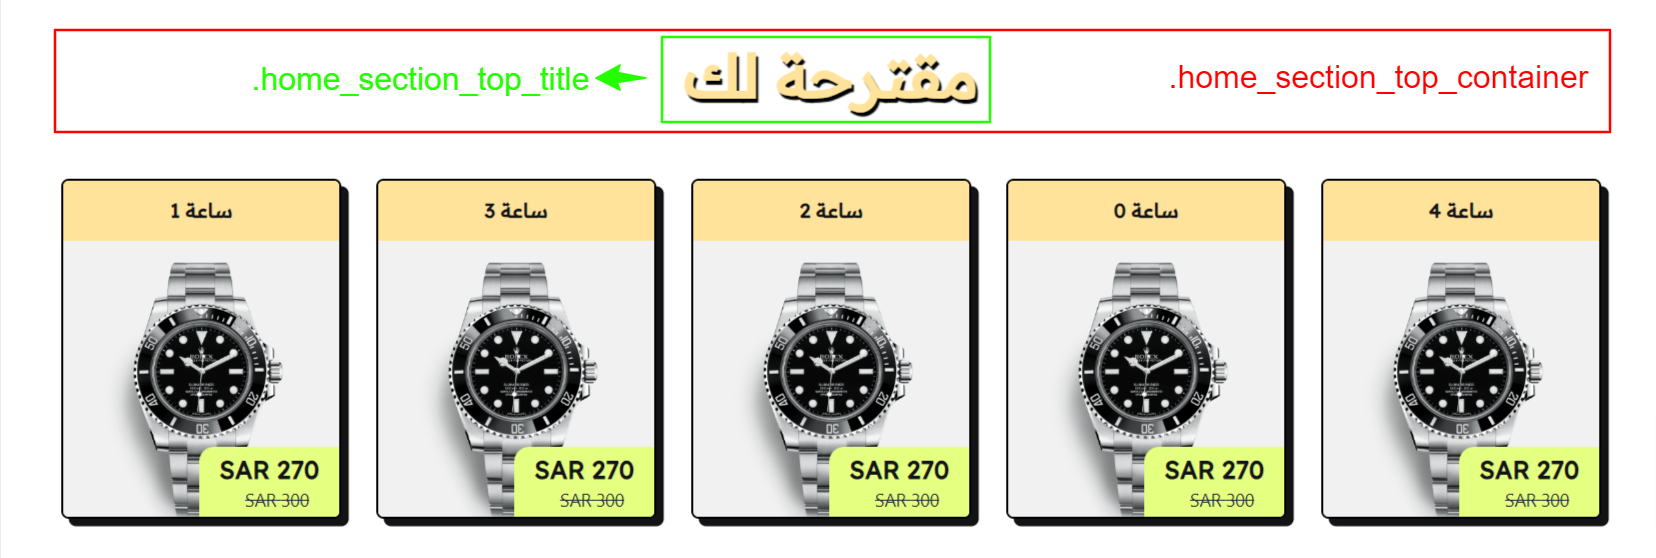 .home_section_top_title
مقترحة لك
.home_section_top_container
ساعة 1
ساعة 3
ساعة 2
ساعة 0
ساعة 4
SAR 270
SAR 300
SAR 270
SAR 300
SAR 270
SAR 300
SAR 270
SAR 300
SAR 270
SAR 300